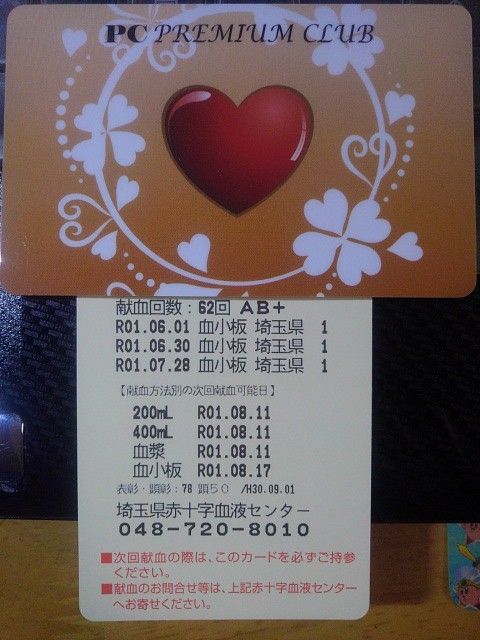 PC PREMIUM CLUB
献血回数：62回 AB+
R01.06.01 血小板 埼玉県 1
R01.06.30 血小板 埼玉県 1
R01.07.28 血小板 埼玉県 1
【献血方法別の次回献血可能日】
200mL R01.08.11
400mL R01.08.11
血漿 R01.08.11
血小板 R01.08.17
表彰・顕彰：78 顕50 /H30.09.01
埼玉県赤十字血液センター
048-720-8010
■次回献血の際は、このカードを必ずご持参
ください。
■献血のお問合せ等は、上記赤十字血液センター
へお寄せください。